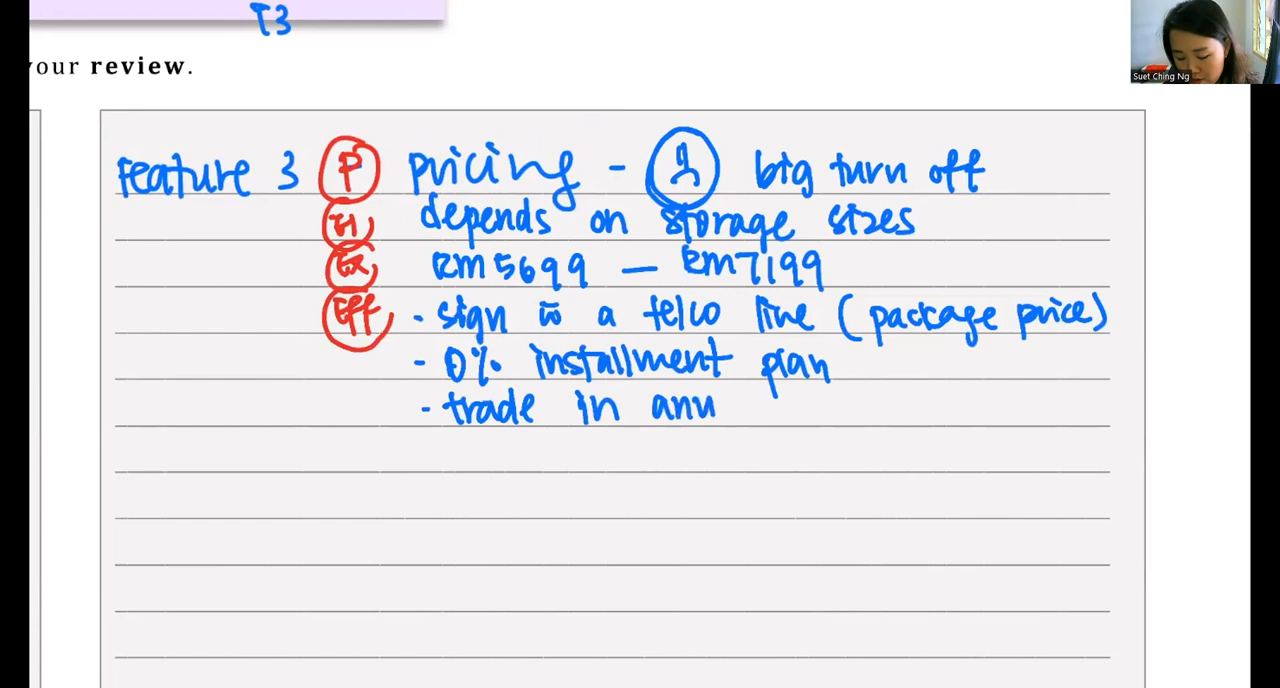 T3
your review.
Suet Ching Ng
Feature 3 P pricing - big turn off
depends on storage sizes
Ex RM5699 — RM7199
Eff · sign w a telco line (package price)
- 0% installment plan
- trade in anu